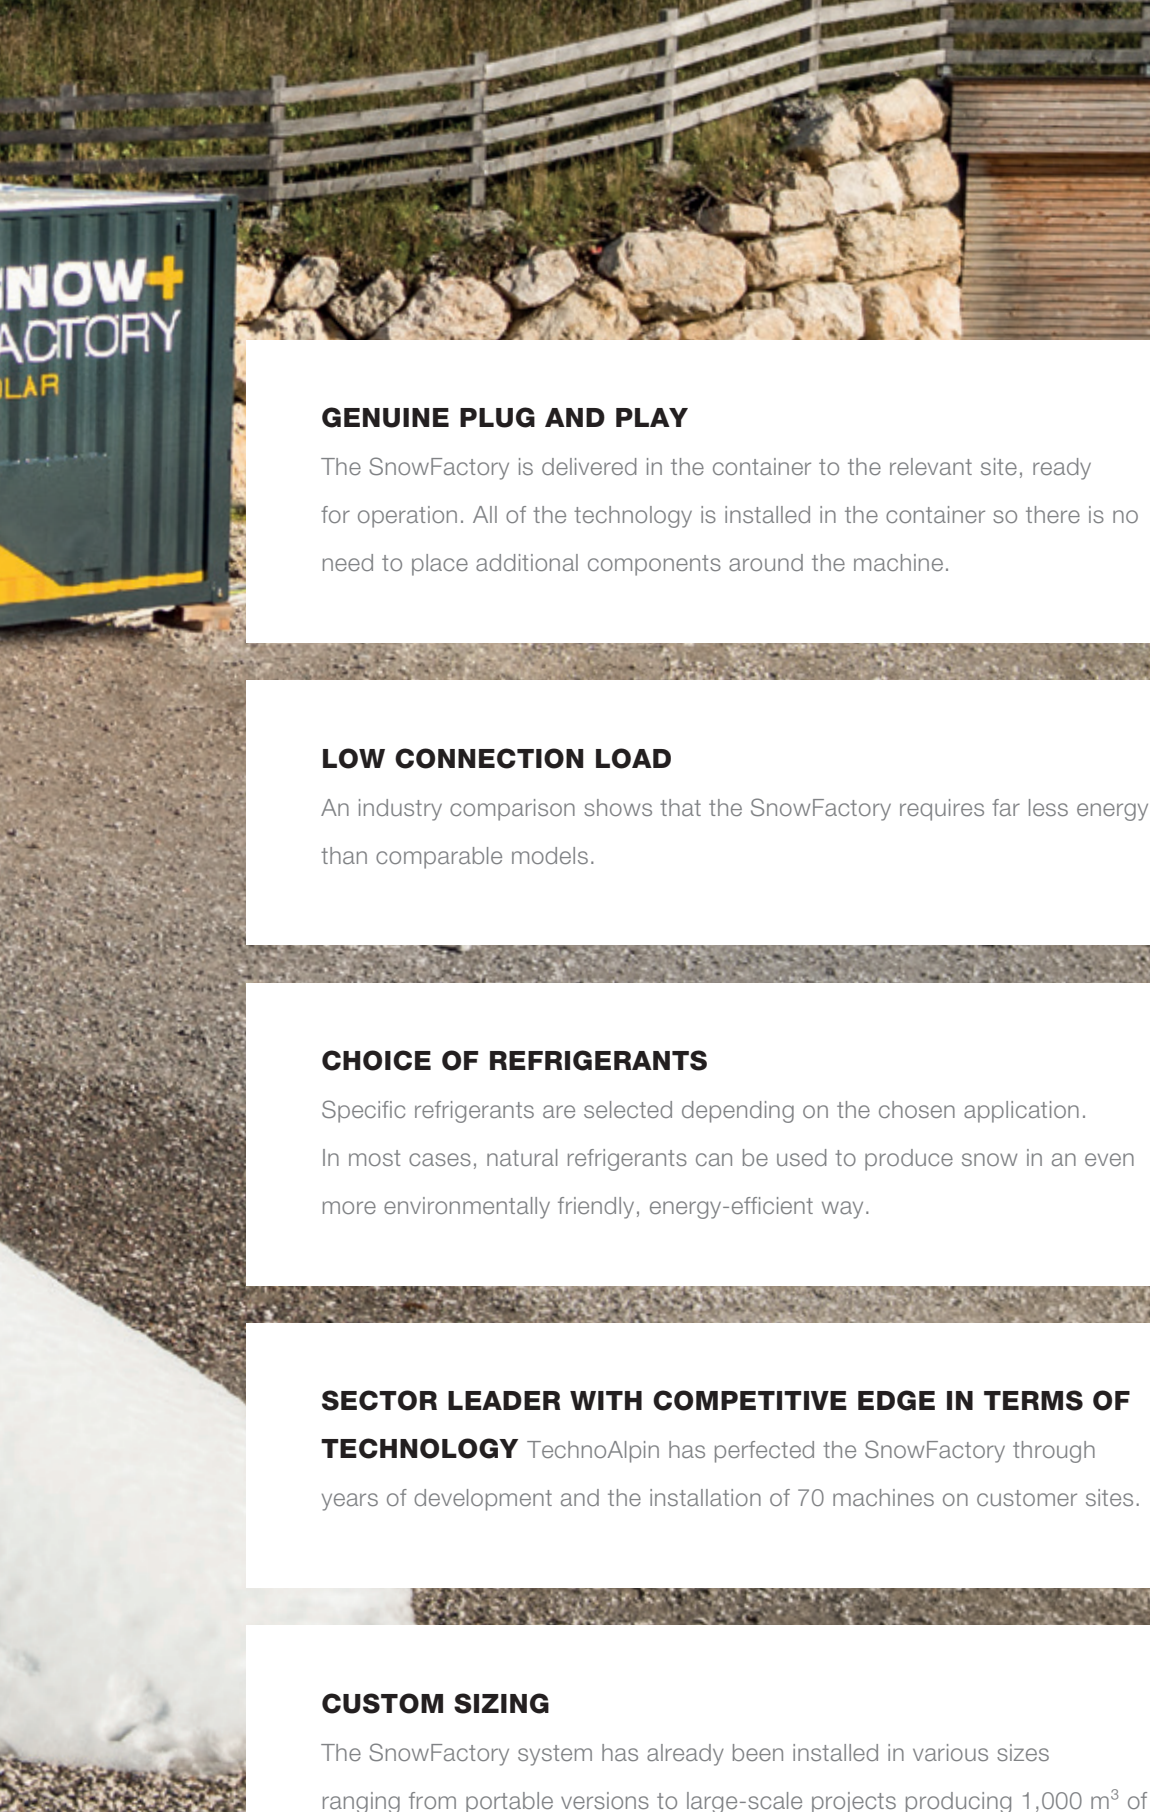 SNOW+
FACTORY
GENUINE PLUG AND PLAY
The SnowFactory is delivered in the container to the relevant site, ready
for operation. All of the technology is installed in the container so there is no
need to place additional components around the machine.
LOW CONNECTION LOAD
An industry comparison shows that the SnowFactory requires far less energy
than comparable models.
CHOICE OF REFRIGERANTS
Specific refrigerants are selected depending on the chosen application.
In most cases, natural refrigerants can be used to produce snow in an even
more environmentally friendly, energy-efficient way.
SECTOR LEADER WITH COMPETITIVE EDGE IN TERMS OF
TECHNOLOGY TechnoAlpin has perfected the SnowFactory through
years of development and the installation of 70 machines on customer sites.
CUSTOM SIZING
The SnowFactory system has already been installed in various sizes
ranging from portable versions to large-scale projects producing 1,000 m³ of